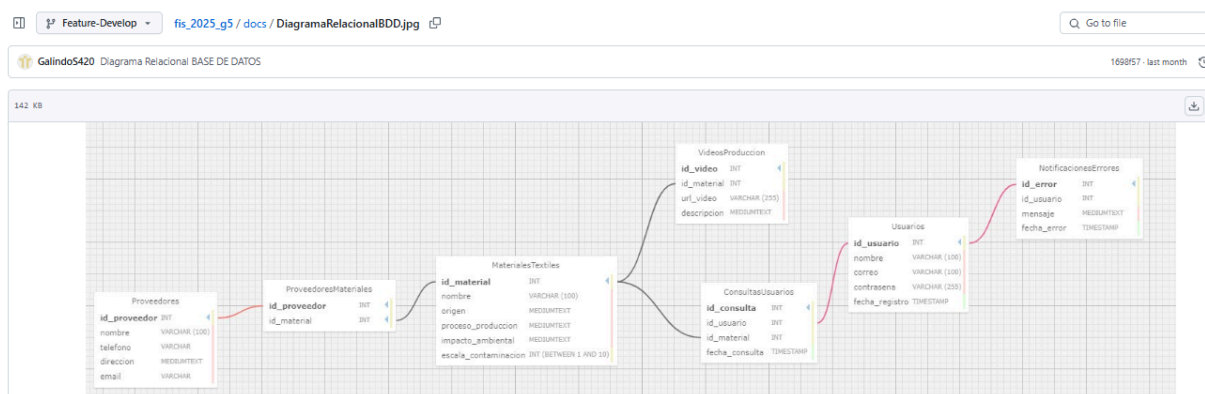 Feature-Develop
fis_2025_g5 / docs / DiagramaRelacionalBDD.jpg
Go to file
GalindoS420 Diagrama Relacional BASE DE DATOS
1698f57 · last month
142 KB
VideosProduccion
id_video INT
id_material INT
url_video VARCHAR (255)
descripcion MEDIUMTEXT
NotificacionesErrores
id_error INT
id_usuario INT
mensaje MEDIUMTEXT
fecha_error TIMESTAMP
Usuarios
id_usuario INT
nombre VARCHAR (100)
correo VARCHAR (100)
contraseria VARCHAR (255)
fecha_registro TIMESTAMP
MaterialesTextiles
id_material INT
nombre VARCHAR (100)
origen MEDIUMTEXT
proceso_produccion MEDIUMTEXT
impacto_ambiental MEDIUMTEXT
escala_contaminacion INT (BETWEEN 1 AND 10)
ProveedoresMateriales
id_proveedor INT
id_material INT
ConsultasUsuarios
id_consulta INT
id_usuario INT
id_material INT
fecha_consulta TIMESTAMP
Proveedores
id_proveedor INT
nombre VARCHAR (100)
telefono VARCHAR
direccion MEDIUMTEXT
email VARCHAR